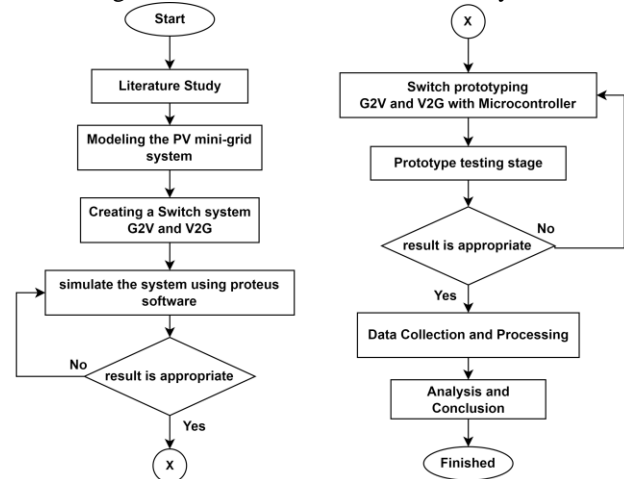 Start
Literature Study
Modeling the PV mini-grid
system
Creating a Switch system
G2V and V2G
simulate the system using proteus
software
No
result is appropriate
Yes
X
X
Switch prototyping
G2V and V2G with Microcontroller
Prototype testing stage
No
result is appropriate
Yes
Data Collection and Processing
Analysis and
Conclusion
Finished